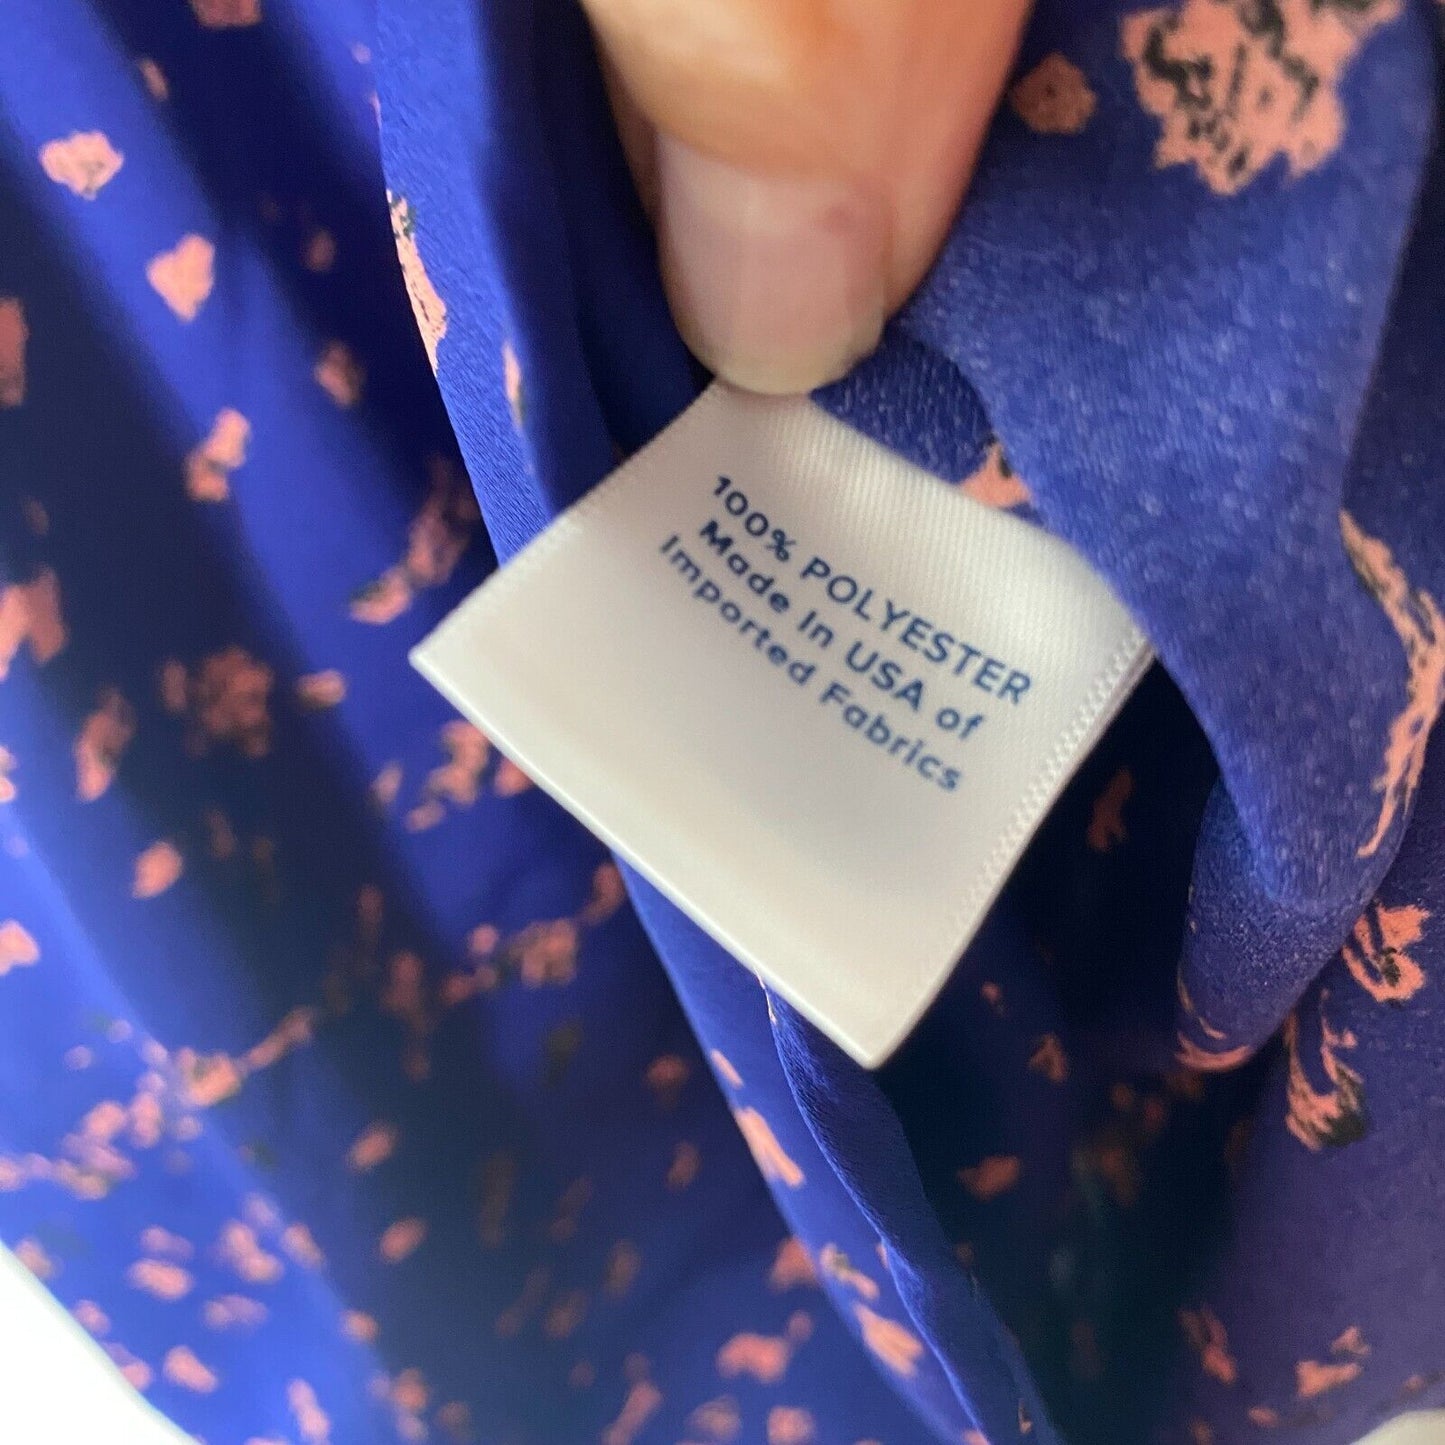 100% POLYESTER
Made In USA of
Imported Fabrics